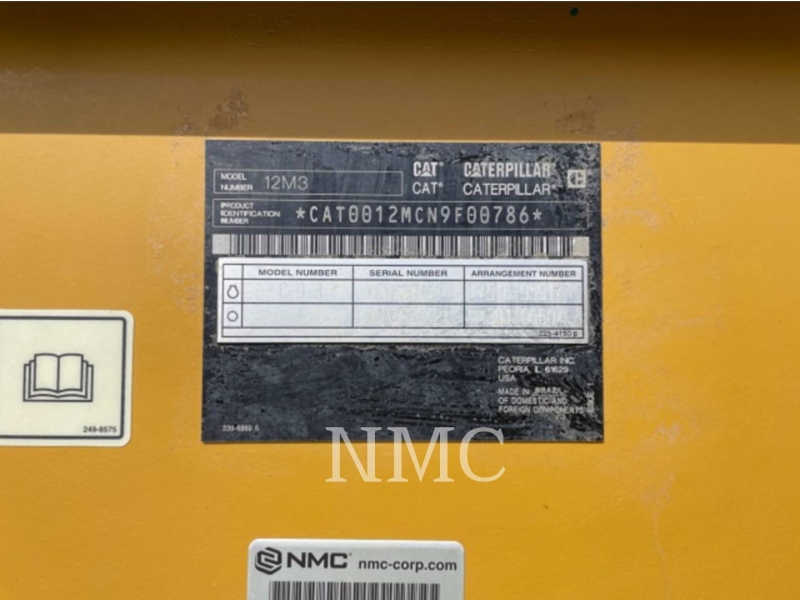 MODEL NUMBER 12M3
CAT CATERPILLAR
CAT CATERPILLAR
PRODUCT IDENTIFICATION NUMBER *CAT0012MCN9F00786*
MODEL NUMBER SERIAL NUMBER ARRANGEMENT NUMBER
CATERPILLAR INC.
PEORIA, IL 61629
USA
MADE IN BRAZIL
OF DOMESTIC AND
FOREIGN COMPONENTS
249-8575
NMC
NMC nmc-corp.com